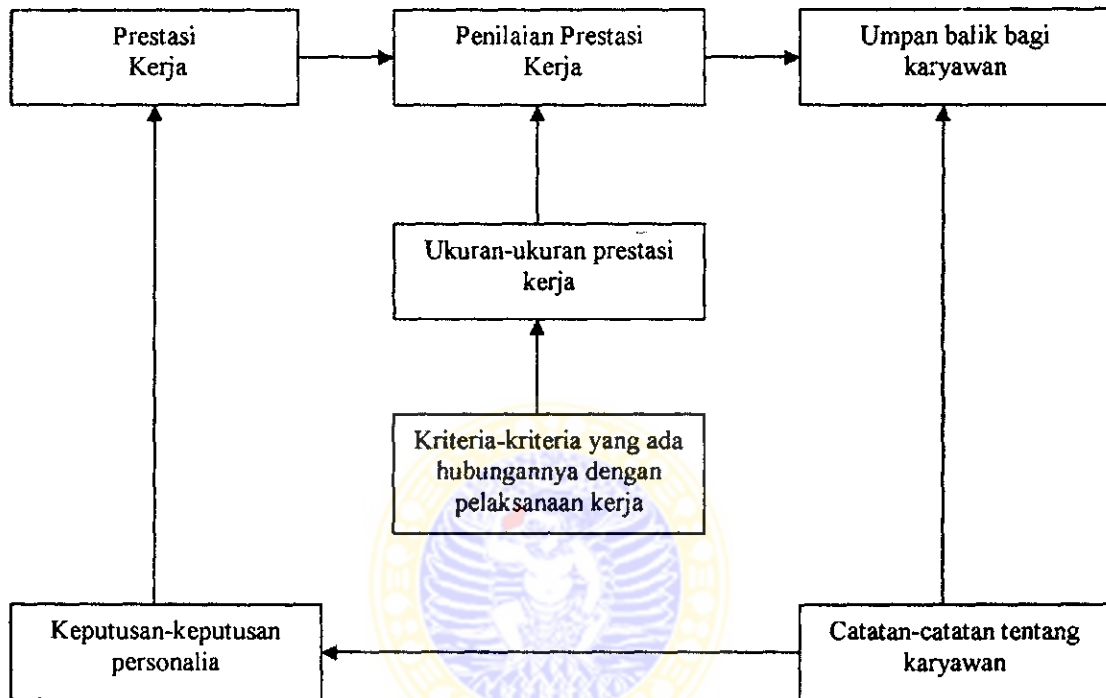 Prestasi
Kerja
Penilaian Prestasi
Kerja
Umpan balik bagi
karyawan
Ukuran-ukuran prestasi
kerja
Kriteria-kriteria yang ada
hubungannya dengan
pelaksanaan kerja
Keputusan-keputusan
personalia
Catatan-catatan tentang
karyawan